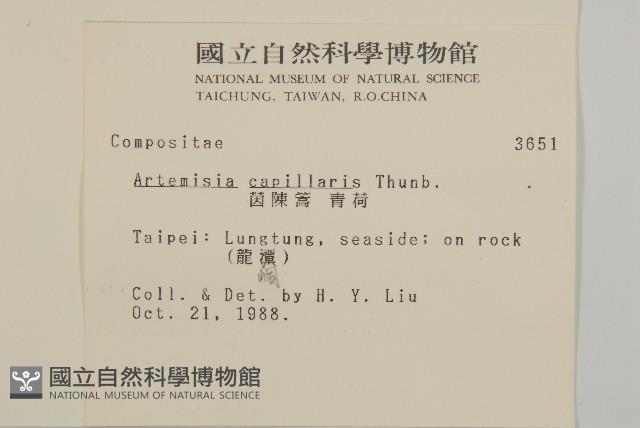 國立自然科學博物館
NATIONAL MUSEUM OF NATURAL SCIENCE
TAICHUNG, TAIWAN, R.O.CHINA
Compositae 3651
Artemisia capillaris Thunb.
茵陳蒿 青荷
Taipei: Lungtung, seaside; on rock
(龍潭)
峒
Coll. & Det. by H. Y. Liu
Oct. 21, 1988.
國立自然科學博物館
NATIONAL MUSEUM OF NATURAL SCIENCE